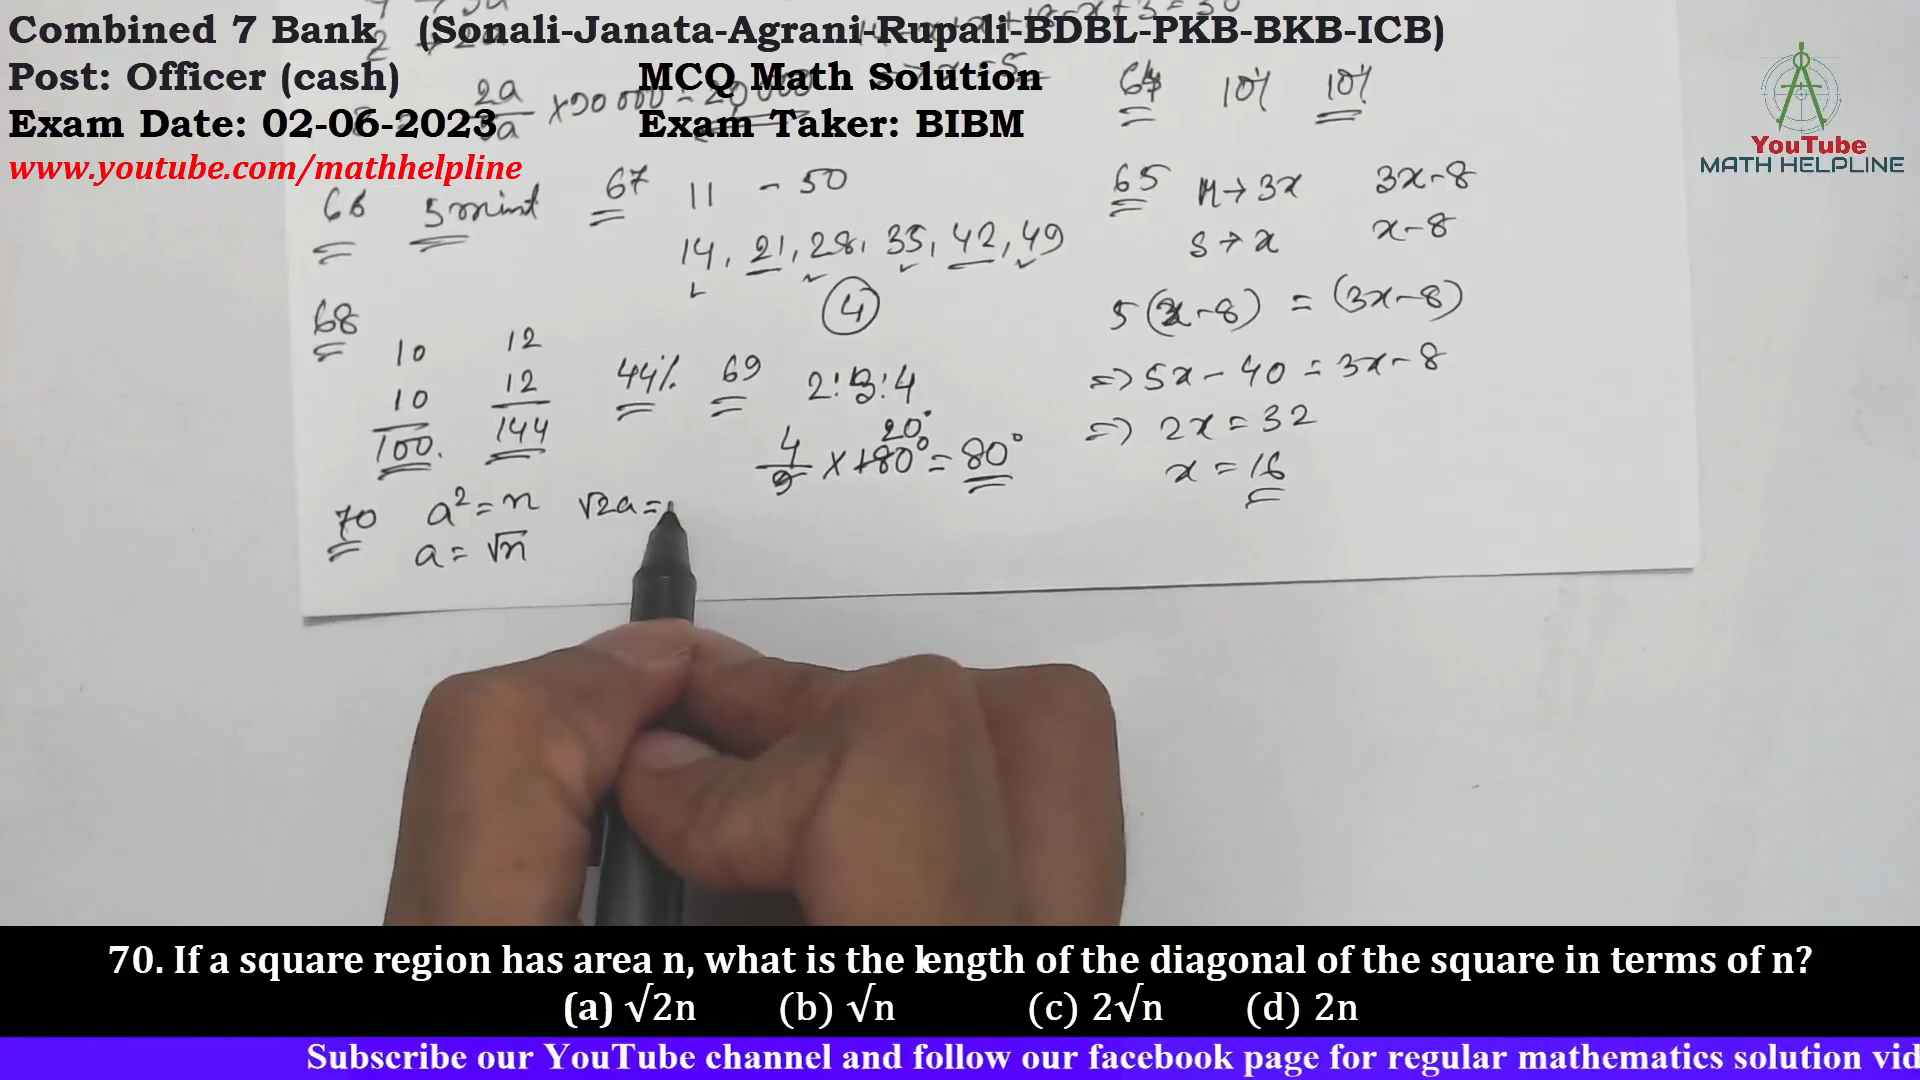 Combined 7 Bank (Sonali-Janata-Agrani-Rupali-BDBL-PKB-BKB-ICB)
Post: Officer (cash) MCQ Math Solution
Exam Date: 02-06-2023 Exam Taker: BIBM
www.youtube.com/mathhelpline
YouTube
MATH HELPLINE
64 10% 10%
66 5 minit
67 11 - 50
14, 21, 28, 35, 42, 49
4
65 M → 3x 3x-8
S → x x-8
5(x-8) = (3x-8)
=> 5x - 40 = 3x - 8
=> 2x = 32
x = 16
68
10 12
10 12
100. 144
44%
69 2:3:4
4/9 × 180° = 80°
20°
70 a² = n √2a =
a = √n
70. If a square region has area n, what is the length of the diagonal of the square in terms of n?
(a) √2n (b) √n (c) 2√n (d) 2n
Subscribe our YouTube channel and follow our facebook page for regular mathematics solution vid